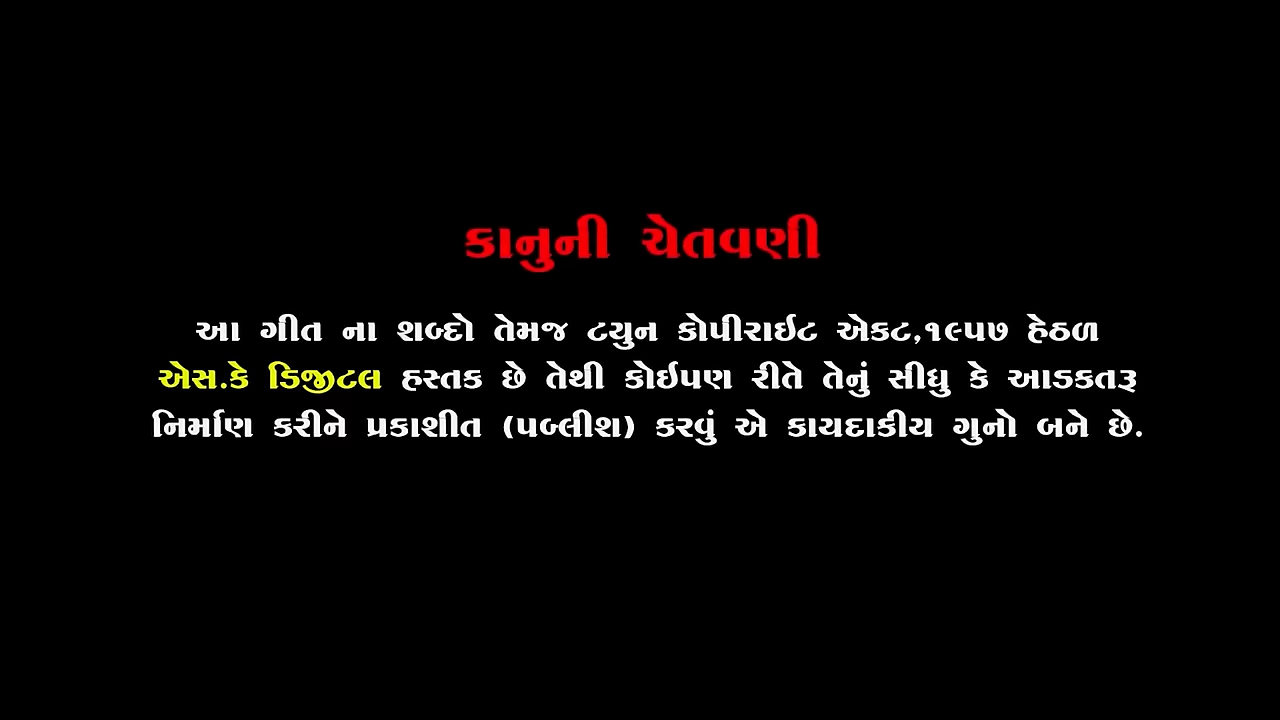 કાનુની ચેતવણી
આ ગીત ના શબ્દો તેમજ ટયુન કોપીરાઈટ એકટ,૧૯૫૭ હેઠળ
એસ.કે ડિજીટલ હસ્તક છે તેથી કોઈપણ રીતે તેનું સીધુ કે આડકતરૂ
નિર્માણ કરીને પ્રકાશીત (પબ્લીશ) કરવું એ કાયદાકીય ગુનો બને છે.